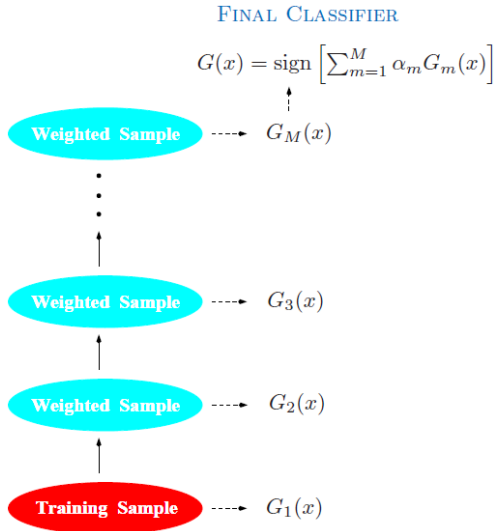 FINAL CLASSIFIER
G(x) = sign [∑_{m=1}^{M} α_m G_m(x)]
Weighted Sample G_M(x)
Weighted Sample G_3(x)
Weighted Sample G_2(x)
Training Sample G_1(x)